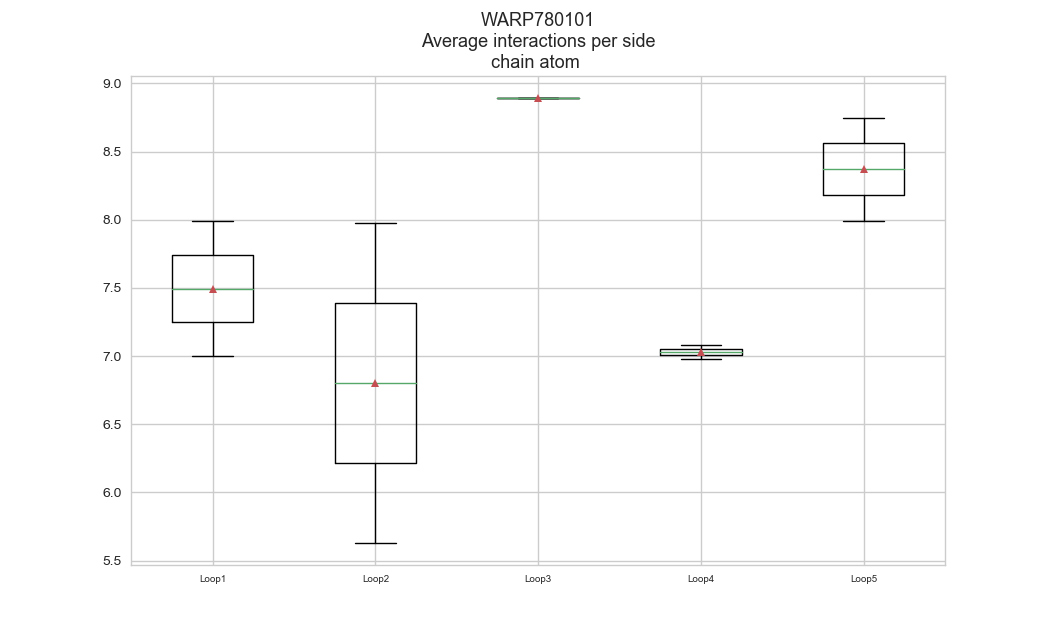 WARP780101
Average interactions per side
chain atom
9.0
8.5
8.0
7.5
7.0
6.5
6.0
5.5
Loop1
Loop2
Loop3
Loop4
Loop5